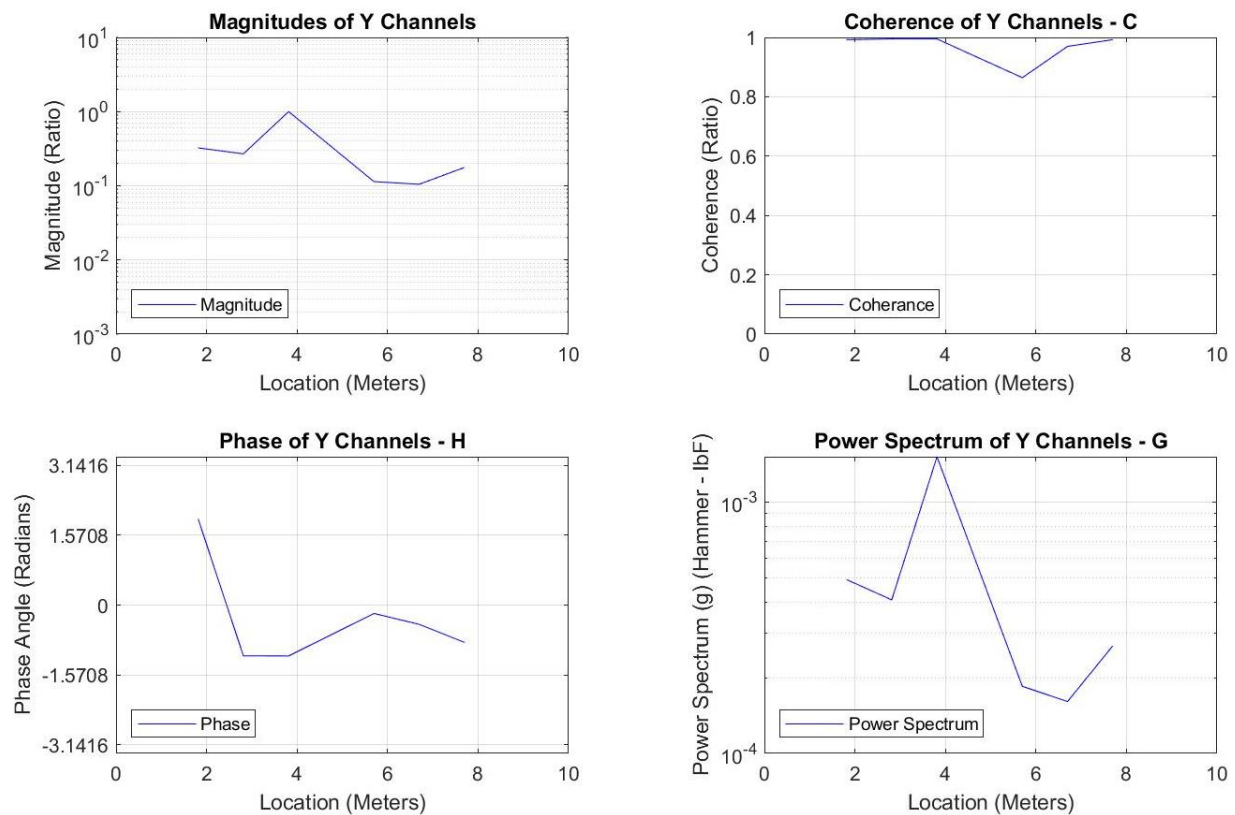 Magnitudes of Y Channels
10^1
10^0
10^-1
10^-2
10^-3
Magnitude (Ratio)
Magnitude
0 2 4 6 8 10
Location (Meters)
Coherence of Y Channels - C
1
0.8
0.6
0.4
0.2
0
Coherence (Ratio)
Coherance
0 2 4 6 8 10
Location (Meters)
Phase of Y Channels - H
3.1416
1.5708
0
-1.5708
-3.1416
Phase Angle (Radians)
Phase
0 2 4 6 8 10
Location (Meters)
Power Spectrum of Y Channels - G
10^-3
10^-4
Power Spectrum (g) (Hammer - lbF)
Power Spectrum
0 2 4 6 8 10
Location (Meters)